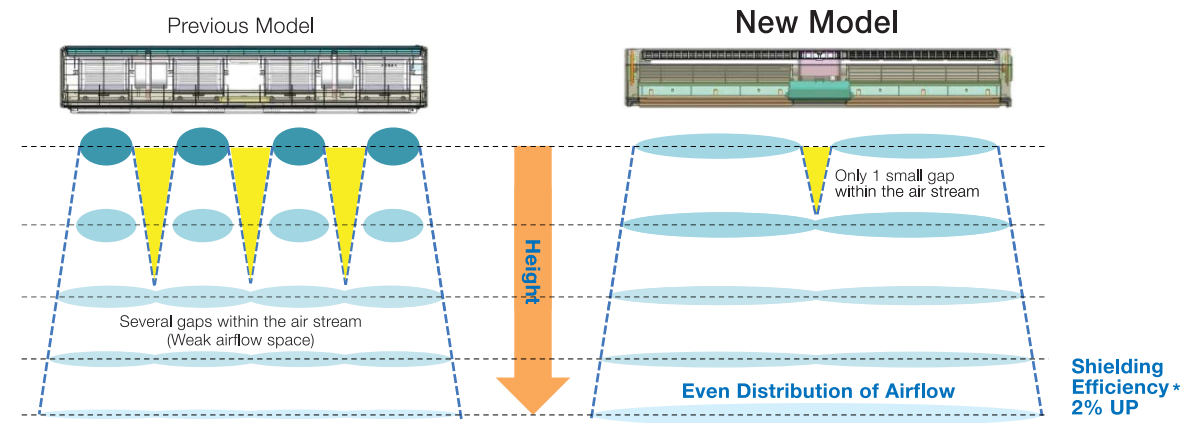 Previous Model
New Model
Only 1 small gap
within the air stream
Height
Several gaps within the air stream
(Weak airflow space)
Even Distribution of Airflow
Shielding
Efficiency *
2% UP